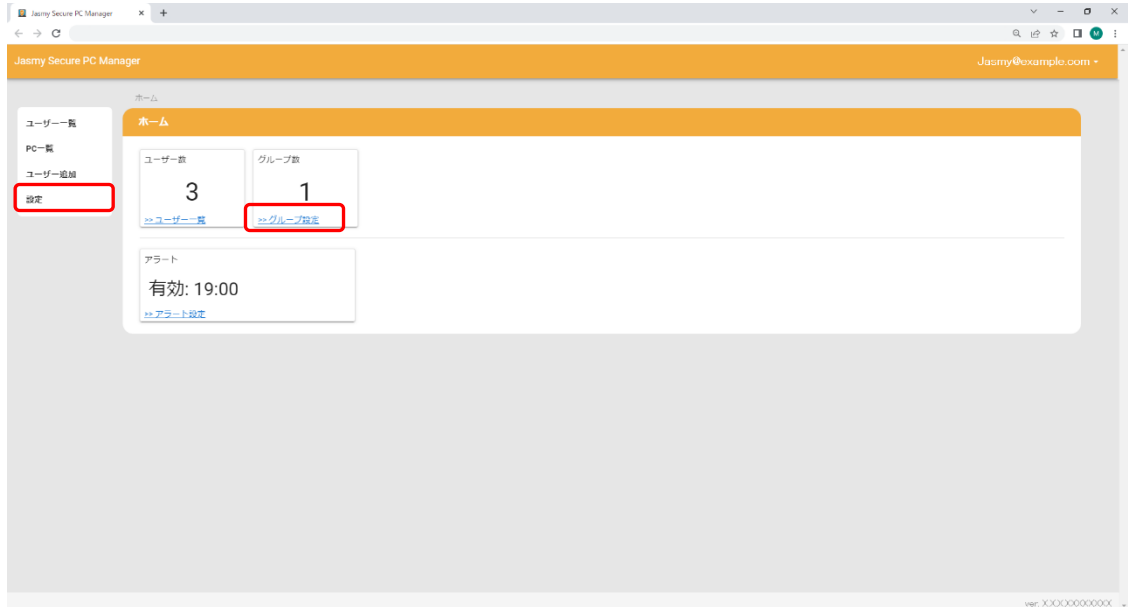 Jasmy Secure PC Manager
M
Jasmy Secure PC Manager
Jasmy@example.com
ホーム
ユーザー一覧
PC一覧
ユーザー追加
設定
ホーム
ユーザー数
3
>> ユーザー一覧
グループ数
1
>> グループ設定
アラート
有効: 19:00
>> アラート設定
ver. XXXXXXXXXXX